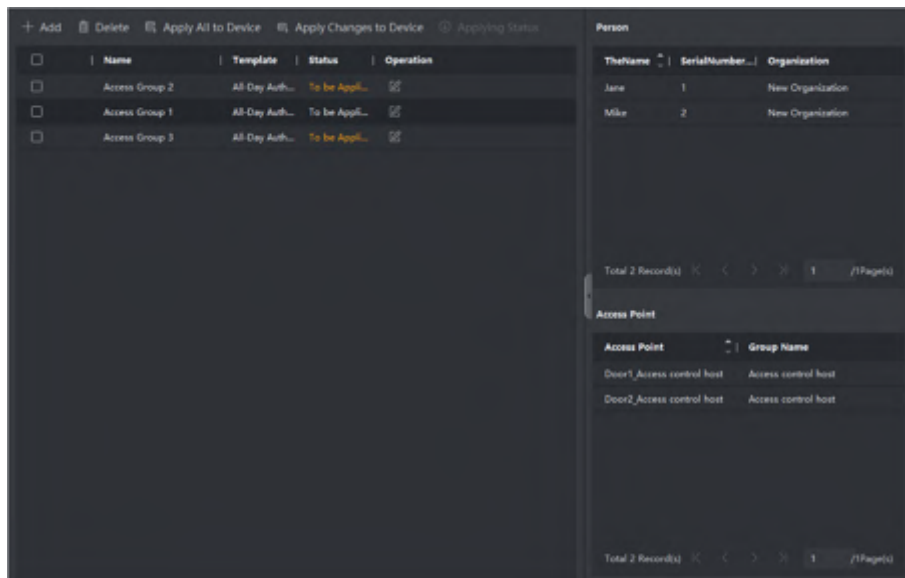 + Add Delete Apply All to Device Apply Changes to Device Applying Status
Name Template Status Operation
Access Group 2 All-Day Auth... To be Appli...
Access Group 1 All-Day Auth... To be Appli...
Access Group 3 All-Day Auth... To be Appli...
Person
TheName SerialNumber... Organization
Jane 1 New Organization
Mike 2 New Organization
Total 2 Record(s) 1 /1Page(s)
Access Point
Access Point Group Name
Door1_Access control host Access control host
Door2_Access control host Access control host
Total 2 Record(s) 1 /1Page(s)